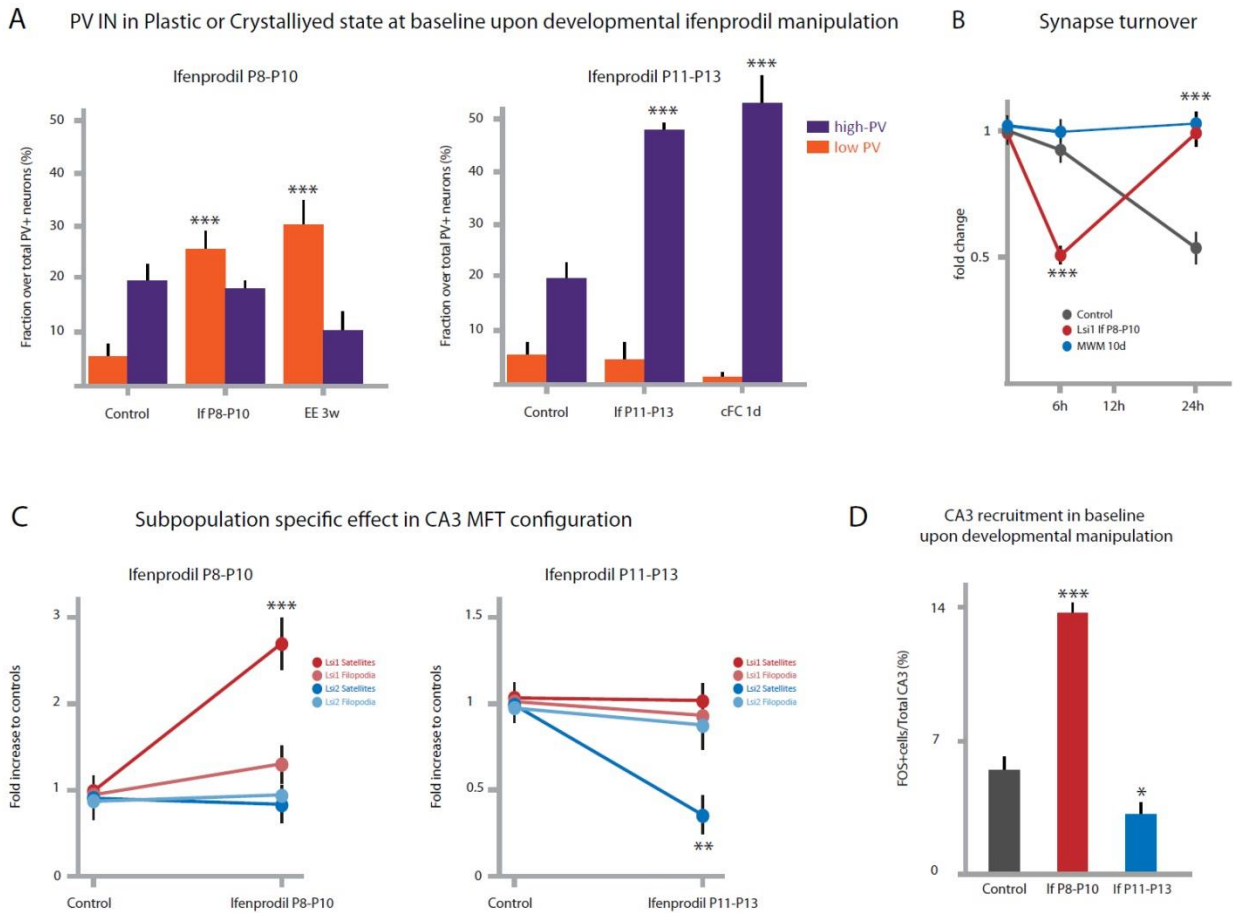 A
PV IN in Plastic or Crystalliyed state at baseline upon developmental ifenprodil manipulation
Ifenprodil P8-P10
Fraction over total PV+ neurons (%)
50
40
30
20
10
***
***
Control
If P8-P10
EE 3w
Ifenprodil P11-P13
Fraction over total PV+ neurons (%)
50
40
30
20
10
***
***
Control
If P11-P13
cFC 1d
high-PV
low PV
B
Synapse turnover
fold change
1
0.5
***
***
Control
Lsi1 If P8-P10
MWM 10d
6h
12h
24h
C
Subpopulation specific effect in CA3 MFT configuration
Ifenprodil P8-P10
Fold increase to controls
3
2
1
0
***
Lsi1 Satellites
Lsi1 Filopodia
Lsi2 Satellites
Lsi2 Filopodia
Control
Ifenprodil P8-P10
Ifenprodil P11-P13
Fold increase to controls
1.5
1
0.5
0
**
Lsi1 Satellites
Lsi1 Filopodia
Lsi2 Satellites
Lsi2 Filopodia
Control
Ifenprodil P11-P13
D
CA3 recruitment in baseline
upon developmental manipulation
FOS+cells/Total CA3 (%)
14
7
0
***
*
Control
If P8-P10
If P11-P13